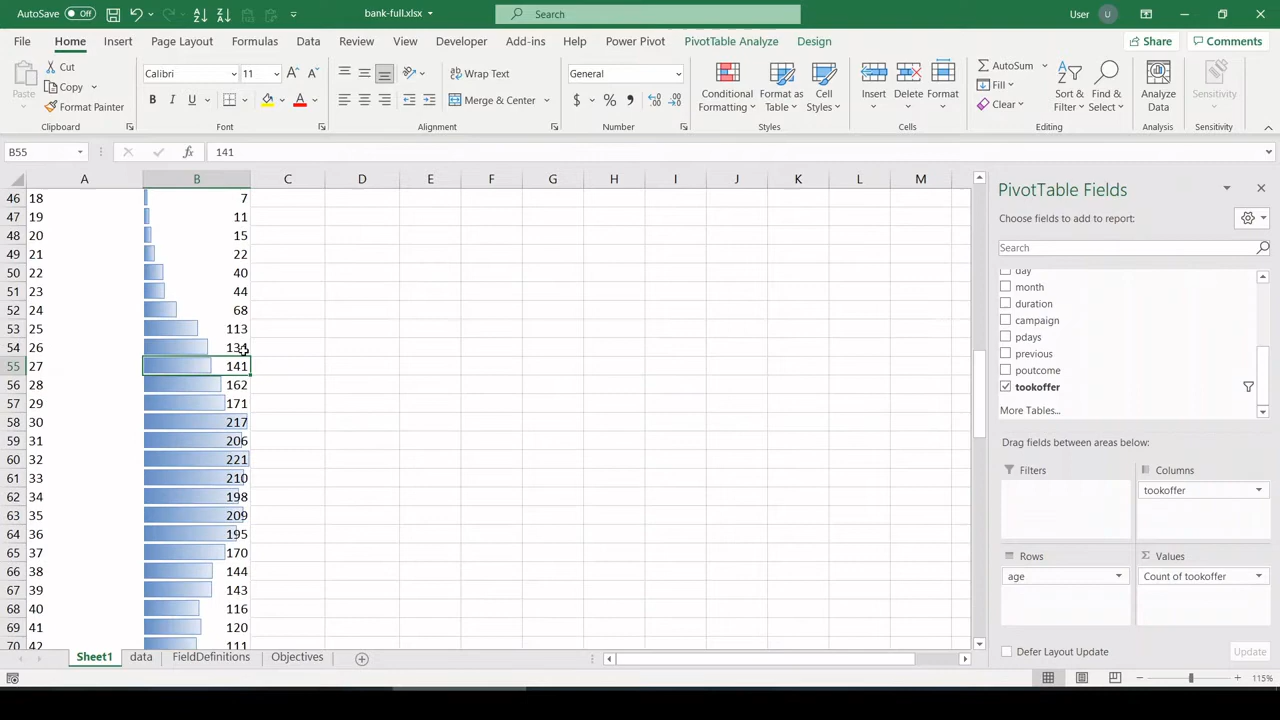 AutoSave Off bank-full.xlsx Search User U
File Home Insert Page Layout Formulas Data Review View Developer Add-ins Help Power Pivot PivotTable Analyze Design Share Comments
Paste Cut Copy Format Painter Clipboard
Calibri 11 B I U Font
Wrap Text Merge & Center Alignment
General $ % Number
Conditional Formatting Format as Table Cell Styles Styles
Insert Delete Format Cells
AutoSum Fill Clear Sort & Filter Find & Select Editing
Analyze Data Analysis
Sensitivity Sensitivity
B55 fx 141
A B C D E F G H I J K L M
46 18 7
47 19 11
48 20 15
49 21 22
50 22 40
51 23 44
52 24 68
53 25 113
54 26 134
55 27 141
56 28 162
57 29 171
58 30 217
59 31 206
60 32 221
61 33 210
62 34 198
63 35 209
64 36 195
65 37 170
66 38 144
67 39 143
68 40 116
69 41 120
70 42 111
PivotTable Fields
Choose fields to add to report:
Search
day
month
duration
campaign
pdays
previous
poutcome
tookoffer
More Tables...
Drag fields between areas below:
Filters Columns
tookoffer
Rows Σ Values
age Count of tookoffer
Defer Layout Update Update
Sheet1 data FieldDefinitions Objectives
115%